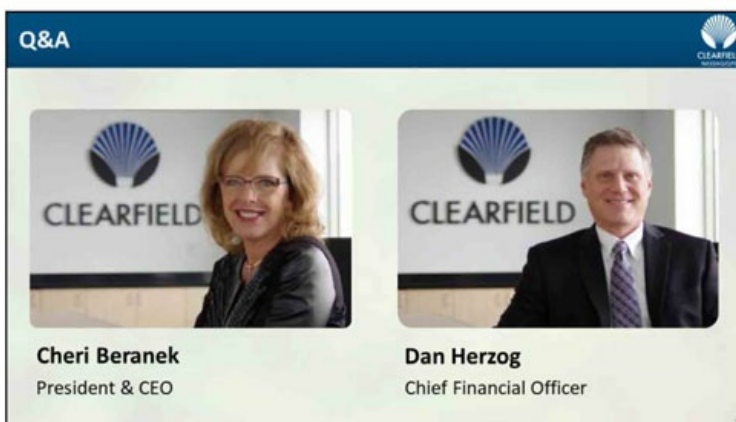 Q&A
CLEARFIELD
CLEARFIELD
CLEARFIELD
Cheri Beranek
President & CEO
Dan Herzog
Chief Financial Officer